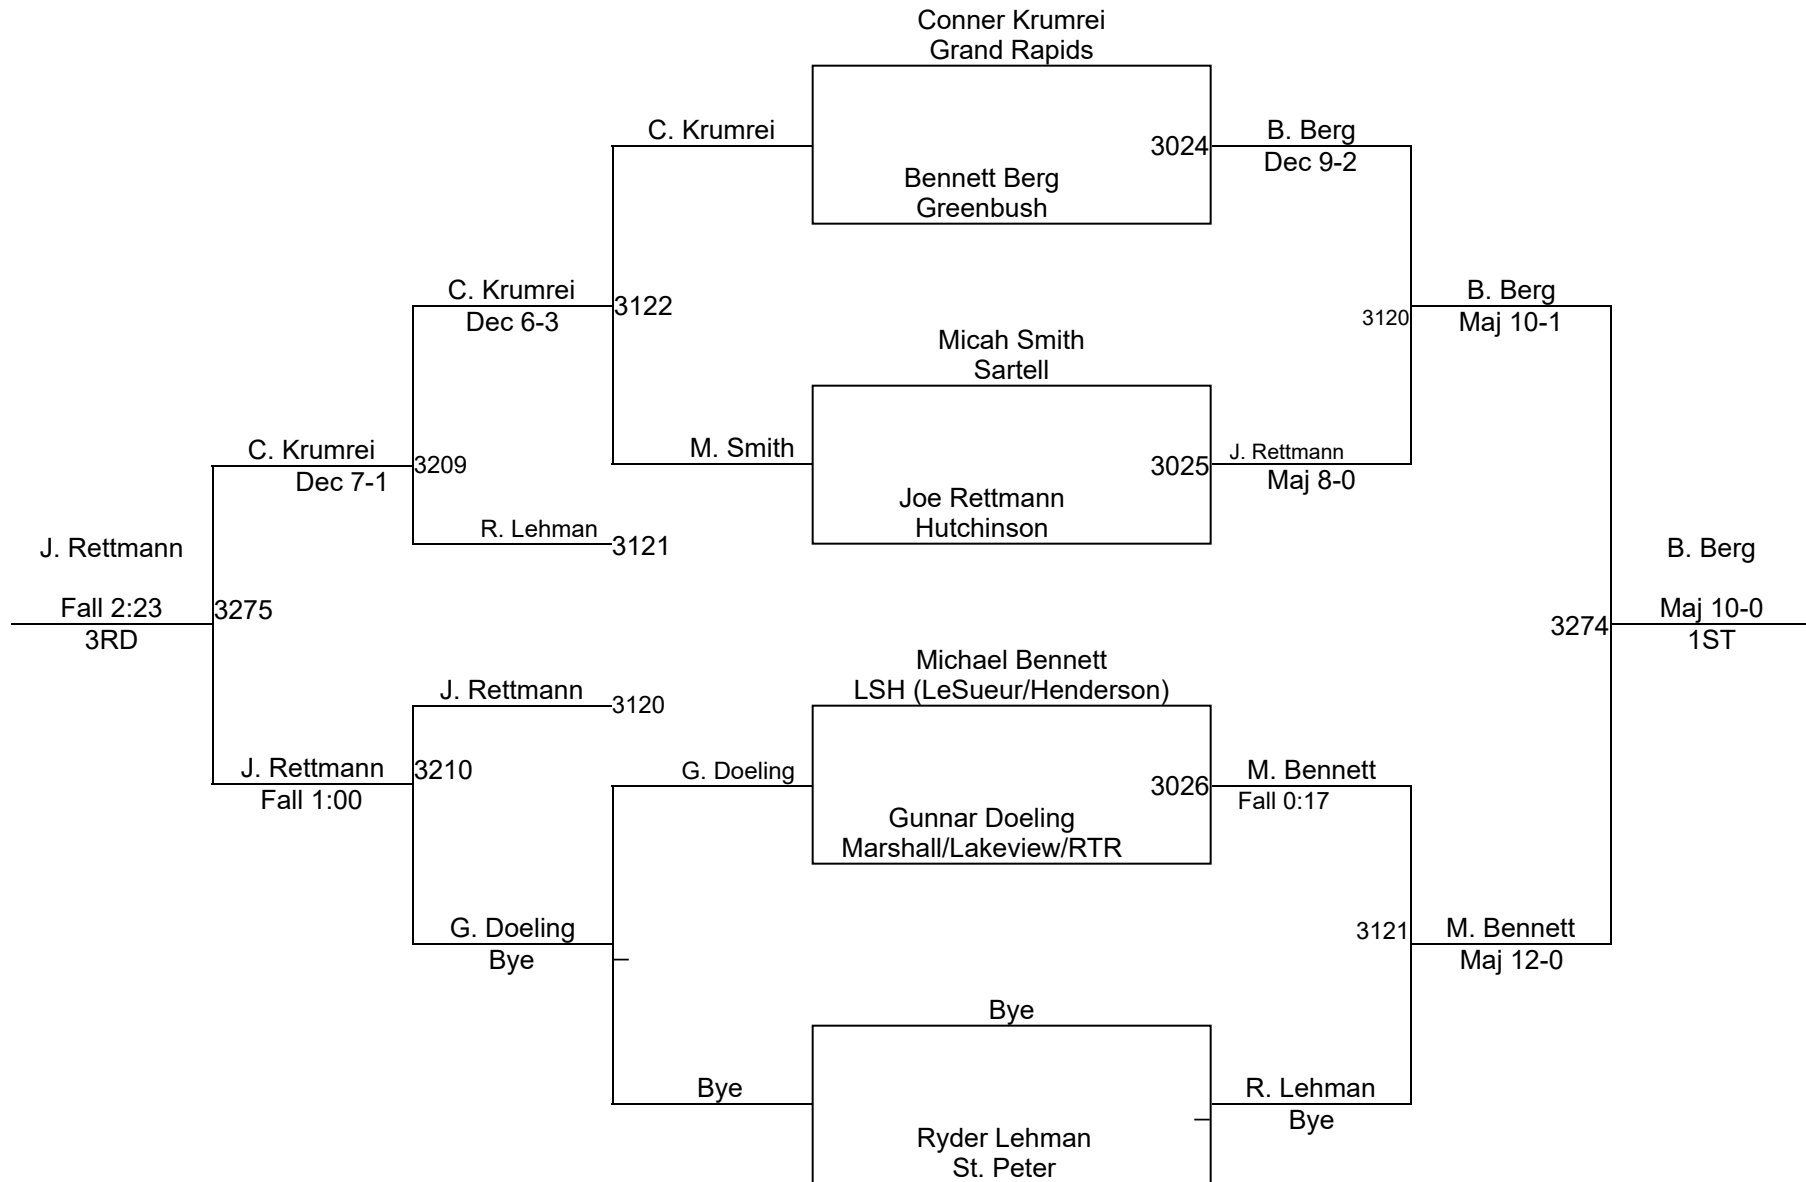 Conner Krumrei
Grand Rapids
C. Krumrei
3024
B. Berg
Dec 9-2
Bennett Berg
Greenbush
C. Krumrei
Dec 6-3
3122
3120
B. Berg
Maj 10-1
Micah Smith
Sartell
C. Krumrei
Dec 7-1
3209
M. Smith
3025
J. Rettmann
Maj 8-0
Joe Rettmann
Hutchinson
R. Lehman
3121
J. Rettmann
Fall 2:23
3RD
3275
B. Berg
Maj 10-0
1ST
3274
Michael Bennett
LSH (LeSueur/Henderson)
J. Rettmann
3120
J. Rettmann
Fall 1:00
3210
G. Doeling
3026
M. Bennett
Fall 0:17
Gunnar Doeling
Marshall/Lakeview/RTR
G. Doeling
Bye
3121
M. Bennett
Maj 12-0
Bye
Bye
R. Lehman
Bye
Ryder Lehman
St. Peter